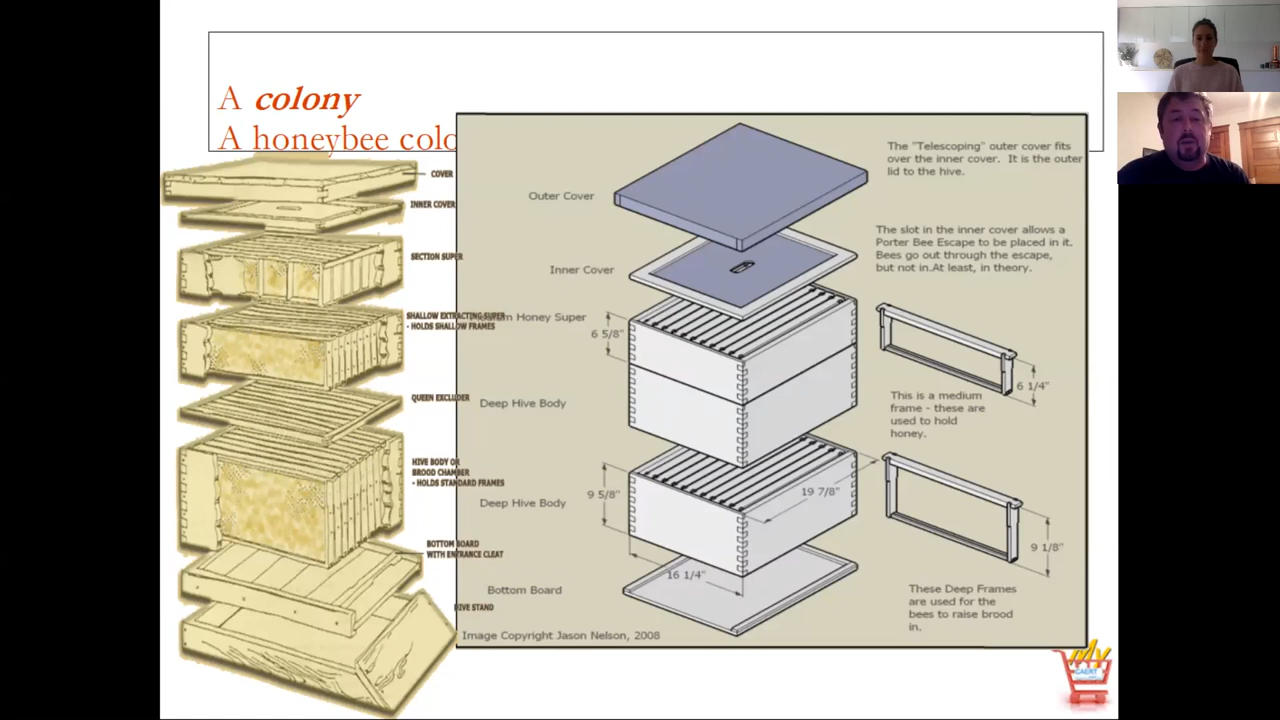 A colony
A honeybee colo
COVER
INNER COVER
SECTION SUPER
SHALLOW EXTRACTING SUPER
- HOLDS SHALLOW FRAMES
QUEEN EXCLUDER
HIVE BODY OR
BROOD CHAMBER
- HOLDS STANDARD FRAMES
BOTTOM BOARD
WITH ENTRANCE CLEAT
HIVE STAND
The "Telescoping" outer cover fits
over the inner cover. It is the outer
lid to the hive.
Outer Cover
The slot in the inner cover allows a
Porter Bee Escape to be placed in it.
Bees go out through the escape,
but not in.At least, in theory.
Inner Cover
Honey Super
6 5/8"
6 1/4"
This is a medium
frame - these are
used to hold
honey.
Deep Hive Body
19 7/8"
9 5/8"
Deep Hive Body
9 1/8"
16 1/4"
Bottom Board
These Deep Frames
are used for the
bees to raise brood
in.
Image Copyright Jason Nelson, 2008
my
CAERT